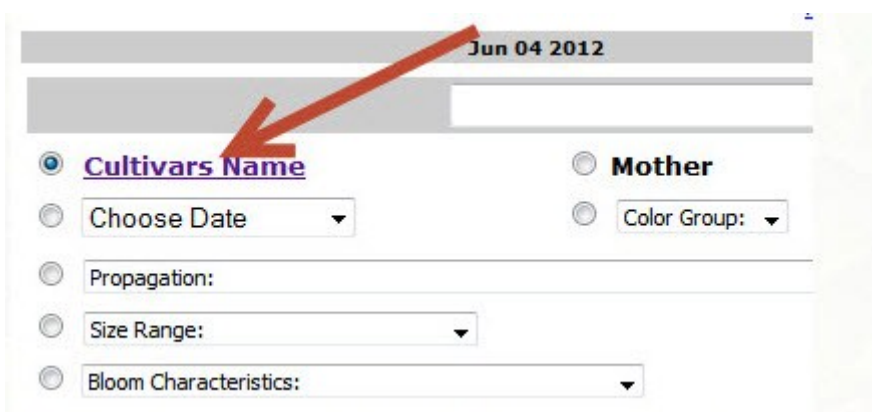 Jun 04 2012
Cultivars Name Mother
Choose Date Color Group:
Propagation:
Size Range:
Bloom Characteristics: